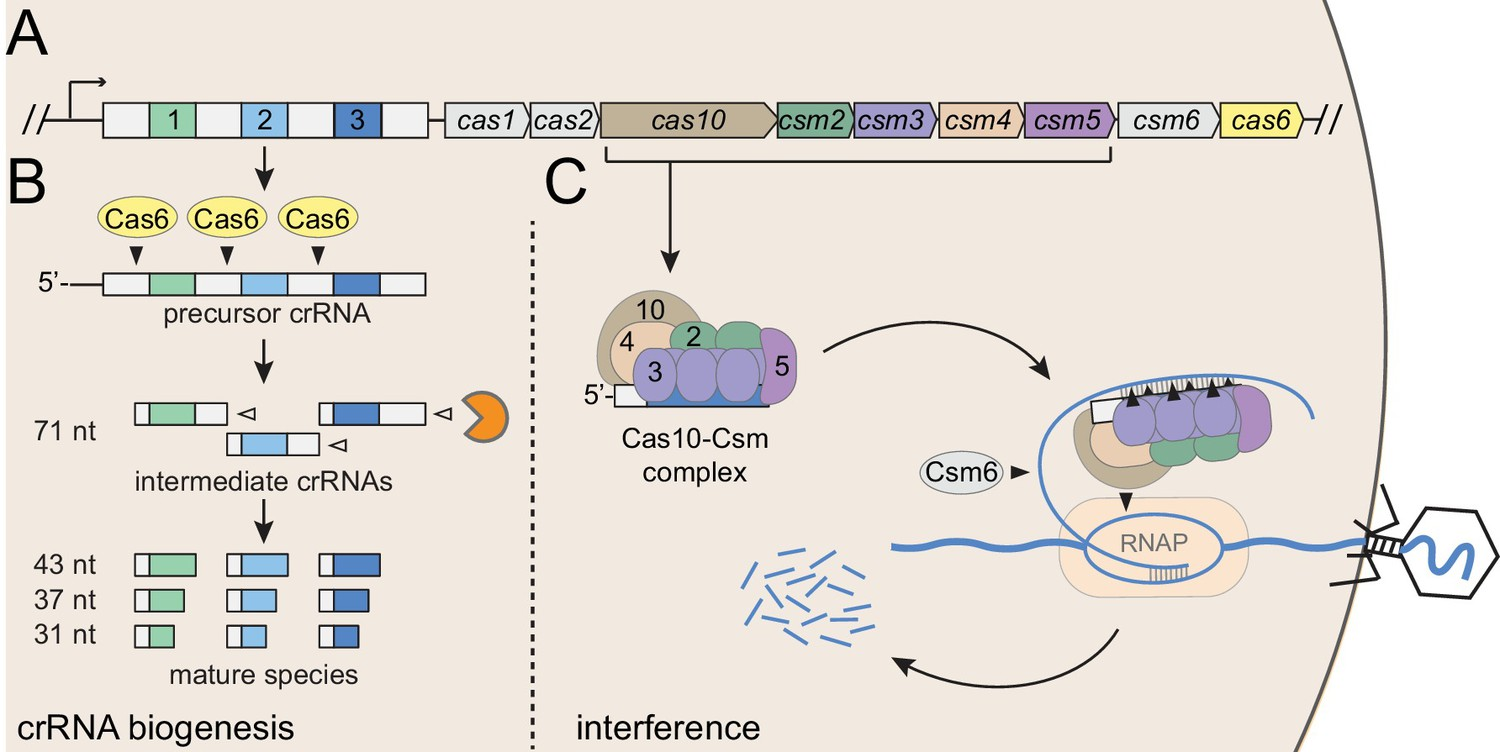 A
// 1 2 3 cas1 cas2 cas10 csm2 csm3 csm4 csm5 csm6 cas6 //
B
Cas6 Cas6 Cas6
5’-
precursor crRNA
71 nt
intermediate crRNAs
43 nt
37 nt
31 nt
mature species
crRNA biogenesis
C
10
4 2
3 5
5’-
Cas10-Csm
complex
Csm6
RNAP
interference